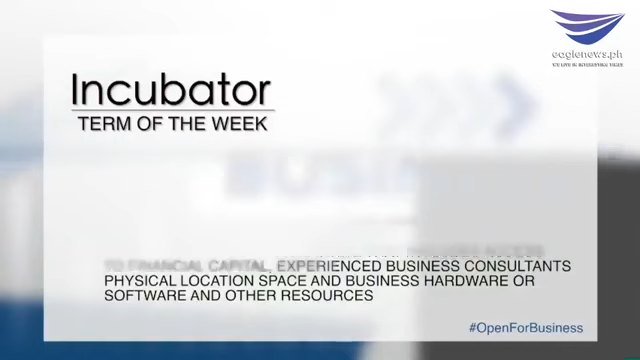 eaglenews.ph
Incubator
TERM OF THE WEEK
TO FINANCIAL CAPITAL, EXPERIENCED BUSINESS CONSULTANTS
PHYSICAL LOCATION SPACE AND BUSINESS HARDWARE OR
SOFTWARE AND OTHER RESOURCES
#OpenForBusiness